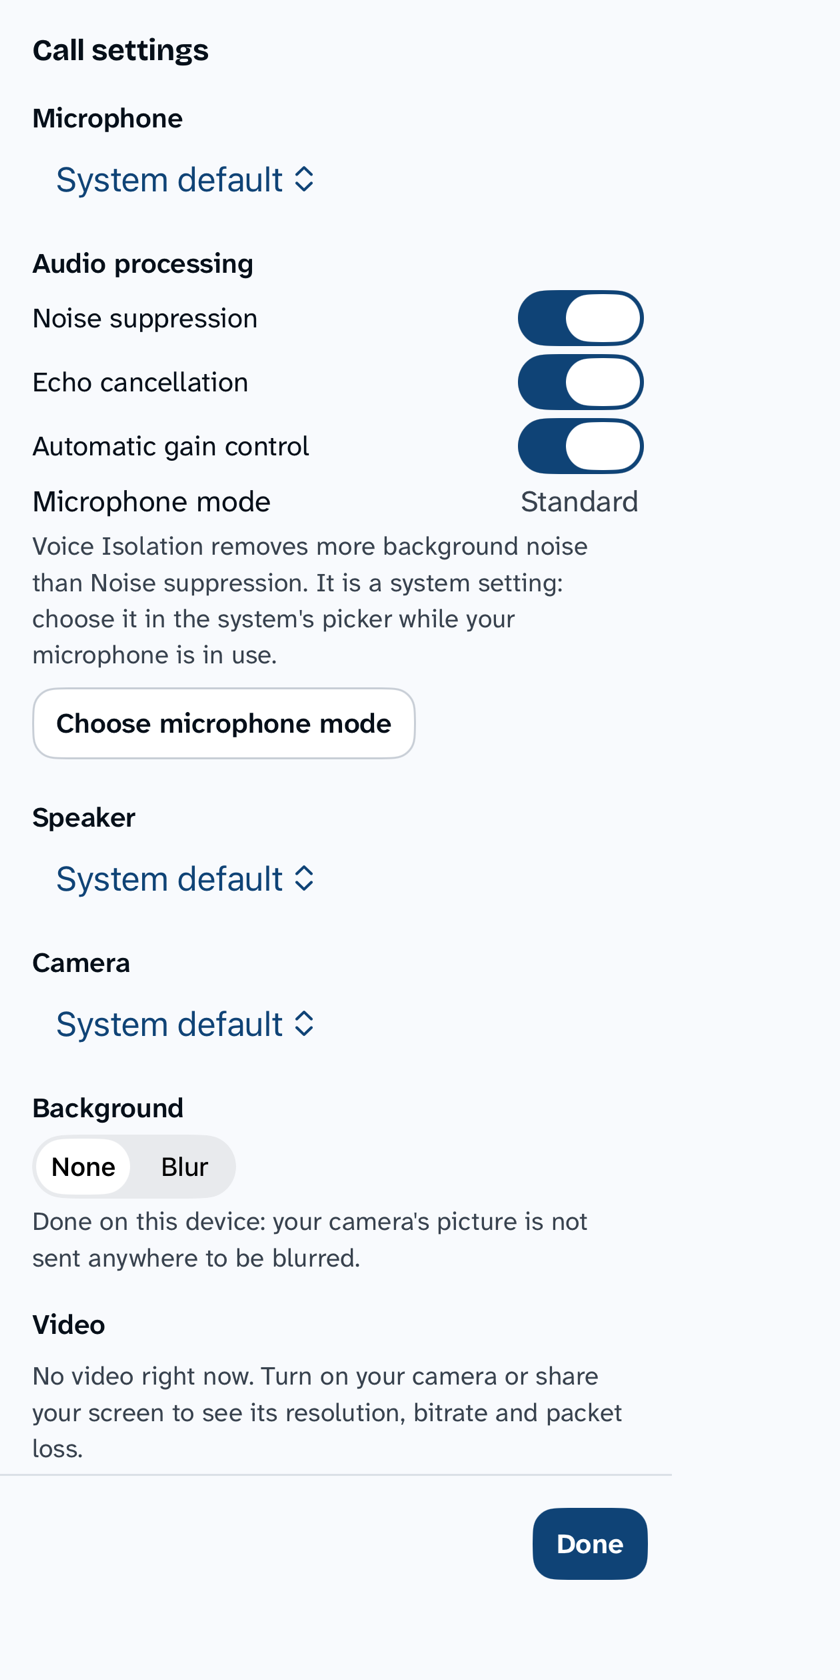 Call settings
Microphone
System default
Audio processing
Noise suppression
Echo cancellation
Automatic gain control
Microphone mode Standard
Voice Isolation removes more background noise
than Noise suppression. It is a system setting:
choose it in the system's picker while your
microphone is in use.
Choose microphone mode
Speaker
System default
Camera
System default
Background
None Blur
Done on this device: your camera's picture is not
sent anywhere to be blurred.
Video
No video right now. Turn on your camera or share
your screen to see its resolution, bitrate and packet
loss.
Done